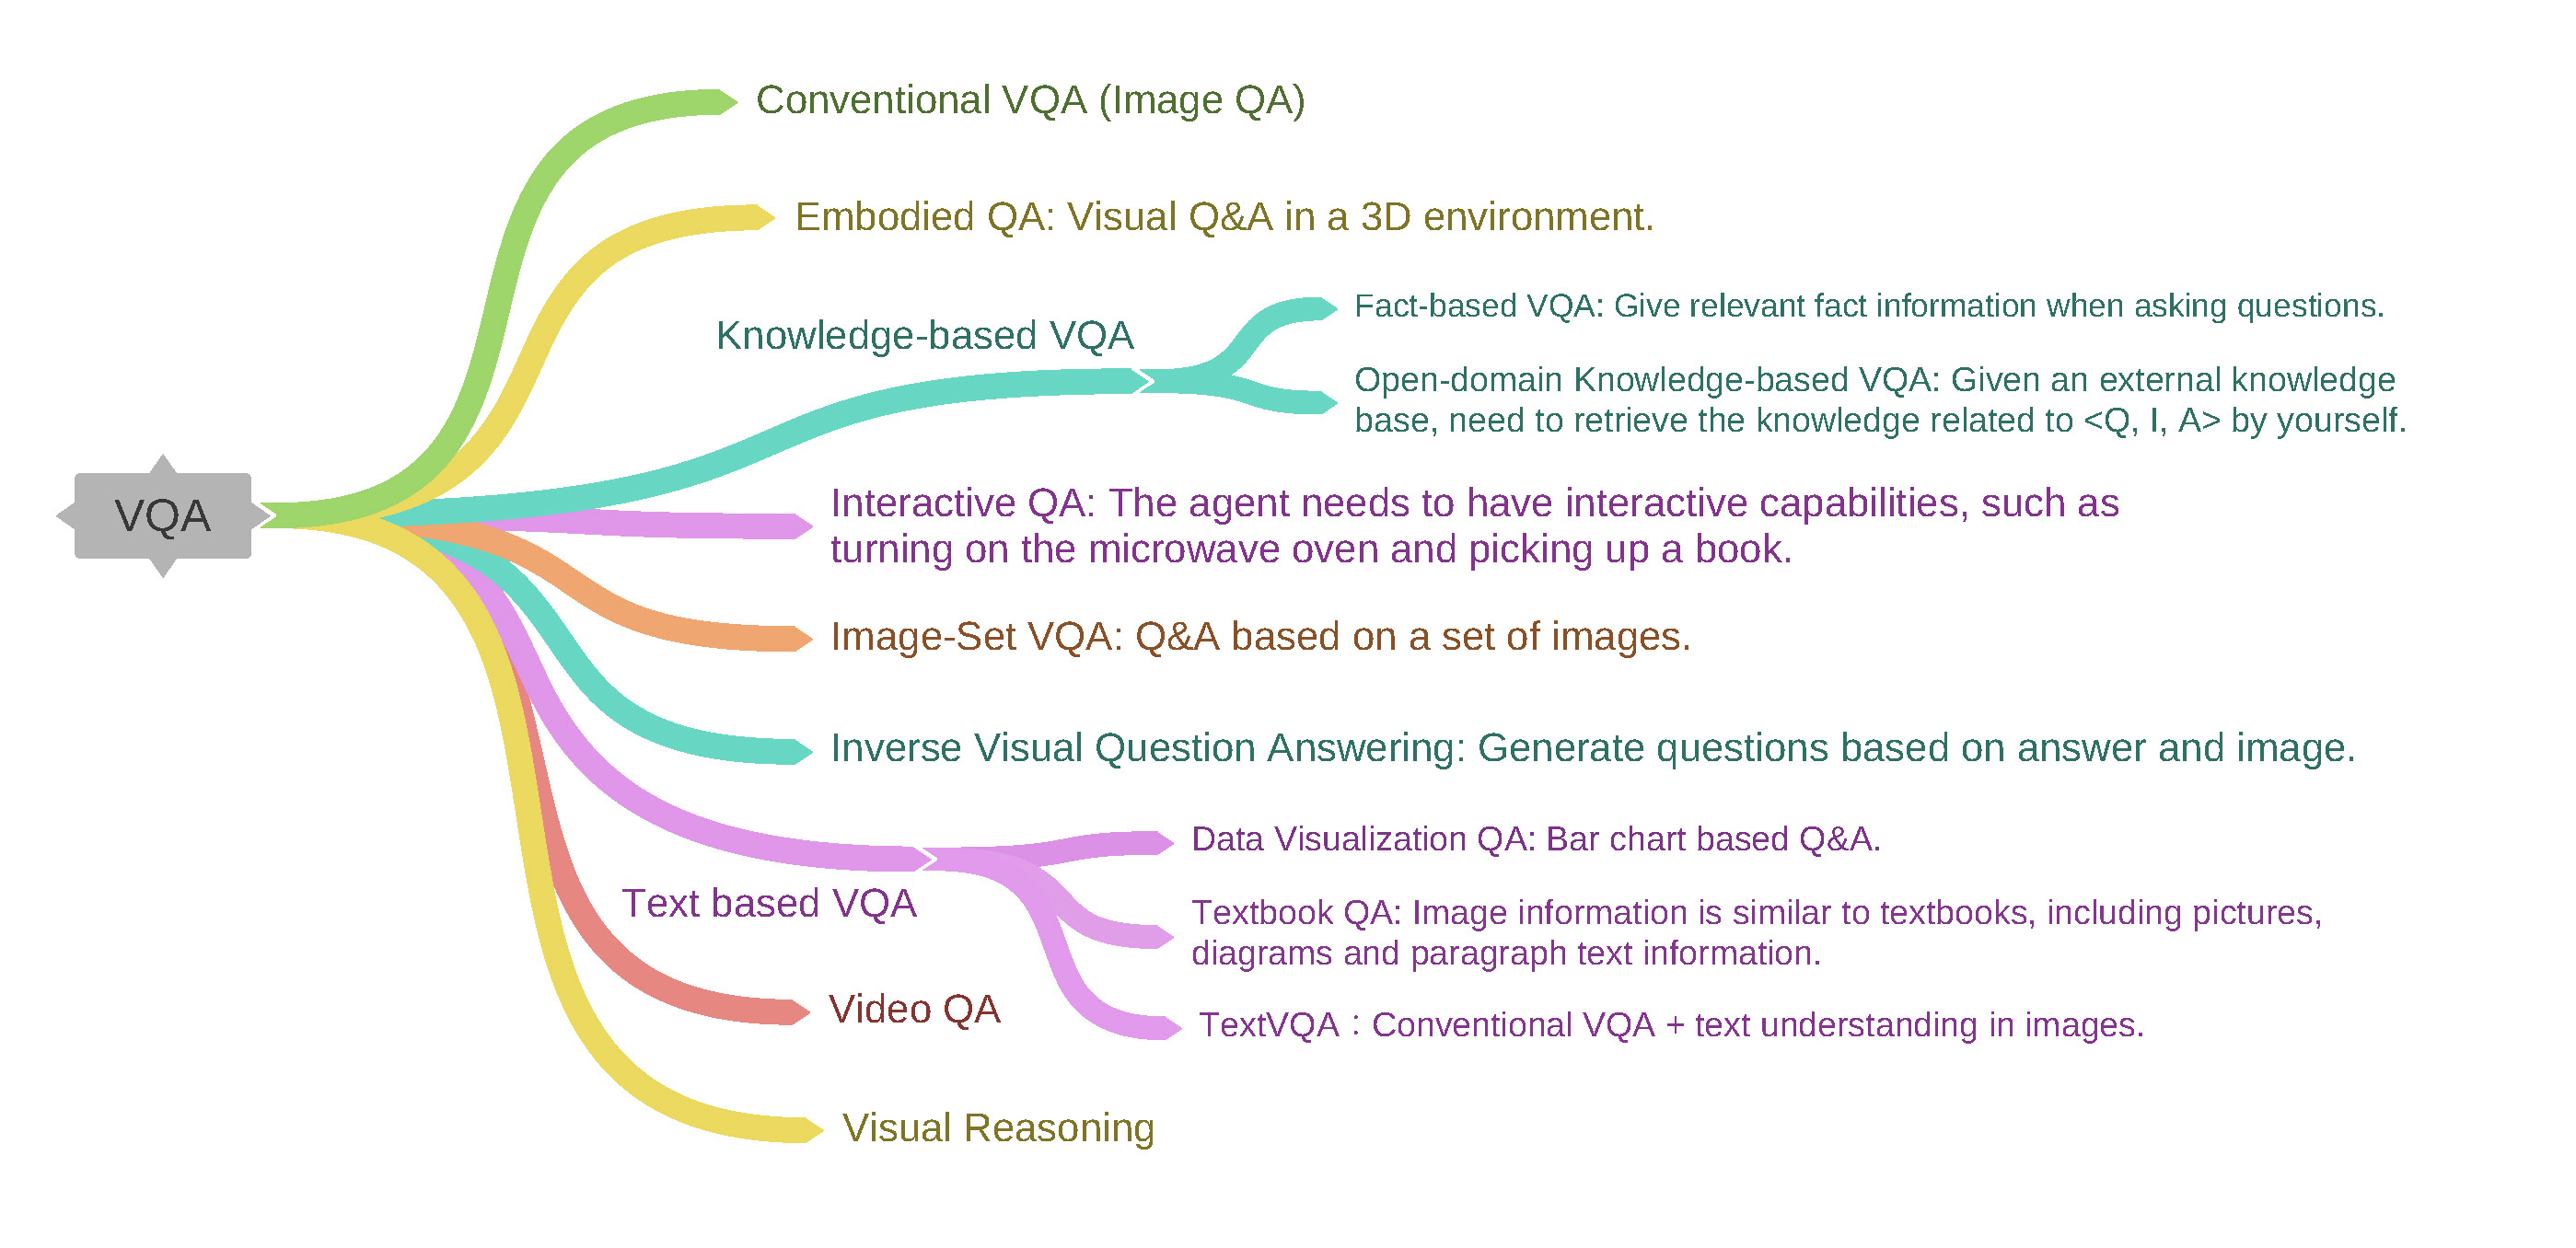 VQA
Conventional VQA (Image QA)
Embodied QA: Visual Q&A in a 3D environment.
Knowledge-based VQA
Fact-based VQA: Give relevant fact information when asking questions.
Open-domain Knowledge-based VQA: Given an external knowledge
base, need to retrieve the knowledge related to <Q, I, A> by yourself.
Interactive QA: The agent needs to have interactive capabilities, such as
turning on the microwave oven and picking up a book.
Image-Set VQA: Q&A based on a set of images.
Inverse Visual Question Answering: Generate questions based on answer and image.
Text based VQA
Data Visualization QA: Bar chart based Q&A.
Textbook QA: Image information is similar to textbooks, including pictures,
diagrams and paragraph text information.
TextVQA：Conventional VQA + text understanding in images.
Video QA
Visual Reasoning